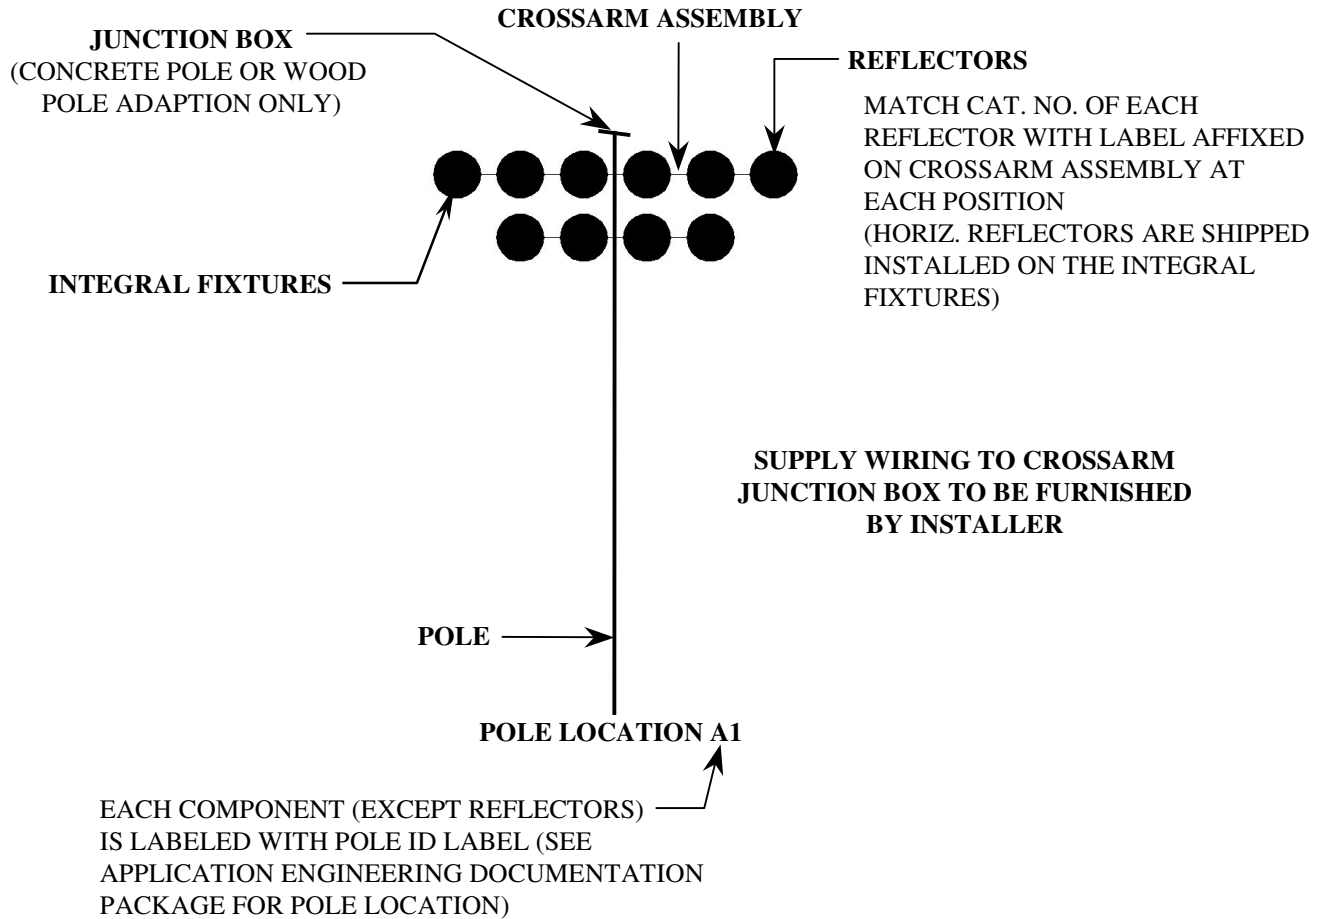 CROSSARM ASSEMBLY
JUNCTION BOX
(CONCRETE POLE OR WOOD
POLE ADAPTION ONLY)
REFLECTORS
MATCH CAT. NO. OF EACH
REFLECTOR WITH LABEL AFFIXED
ON CROSSARM ASSEMBLY AT
EACH POSITION
(HORIZ. REFLECTORS ARE SHIPPED
INSTALLED ON THE INTEGRAL
FIXTURES)
INTEGRAL FIXTURES
SUPPLY WIRING TO CROSSARM
JUNCTION BOX TO BE FURNISHED
BY INSTALLER
POLE
POLE LOCATION A1
EACH COMPONENT (EXCEPT REFLECTORS)
IS LABELED WITH POLE ID LABEL (SEE
APPLICATION ENGINEERING DOCUMENTATION
PACKAGE FOR POLE LOCATION)